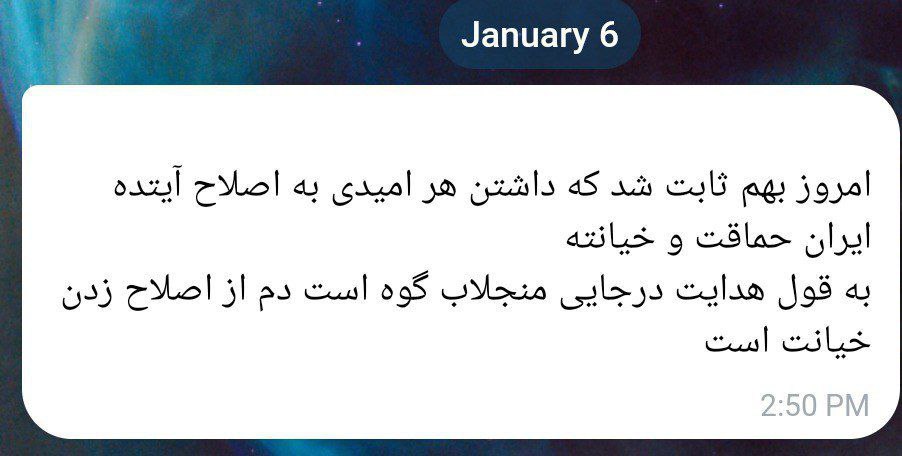 January 6
امروز بهم ثابت شد که داشتن هر امیدی به اصلاح آیتده
ایران حماقت و خیانته
به قول هدایت درجایی منجلاب گوه است دم از اصلاح زدن
خیانت است
2:50 PM